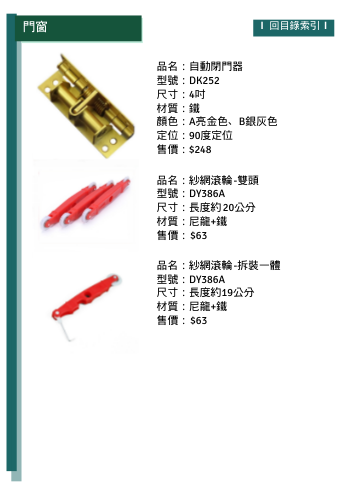 門窗
I 回目錄索引 I
品名：自動閉門器
型號：DK252
尺寸：4吋
材質：鐵
顏色：A亮金色、B銀灰色
定位：90度定位
售價：$248
品名：紗網滾輪-雙頭
型號：DY386A
尺寸：長度約20公分
材質：尼龍+鐵
售價：$63
品名：紗網滾輪-拆裝一體
型號：DY386A
尺寸：長度約19公分
材質：尼龍+鐵
售價：$63